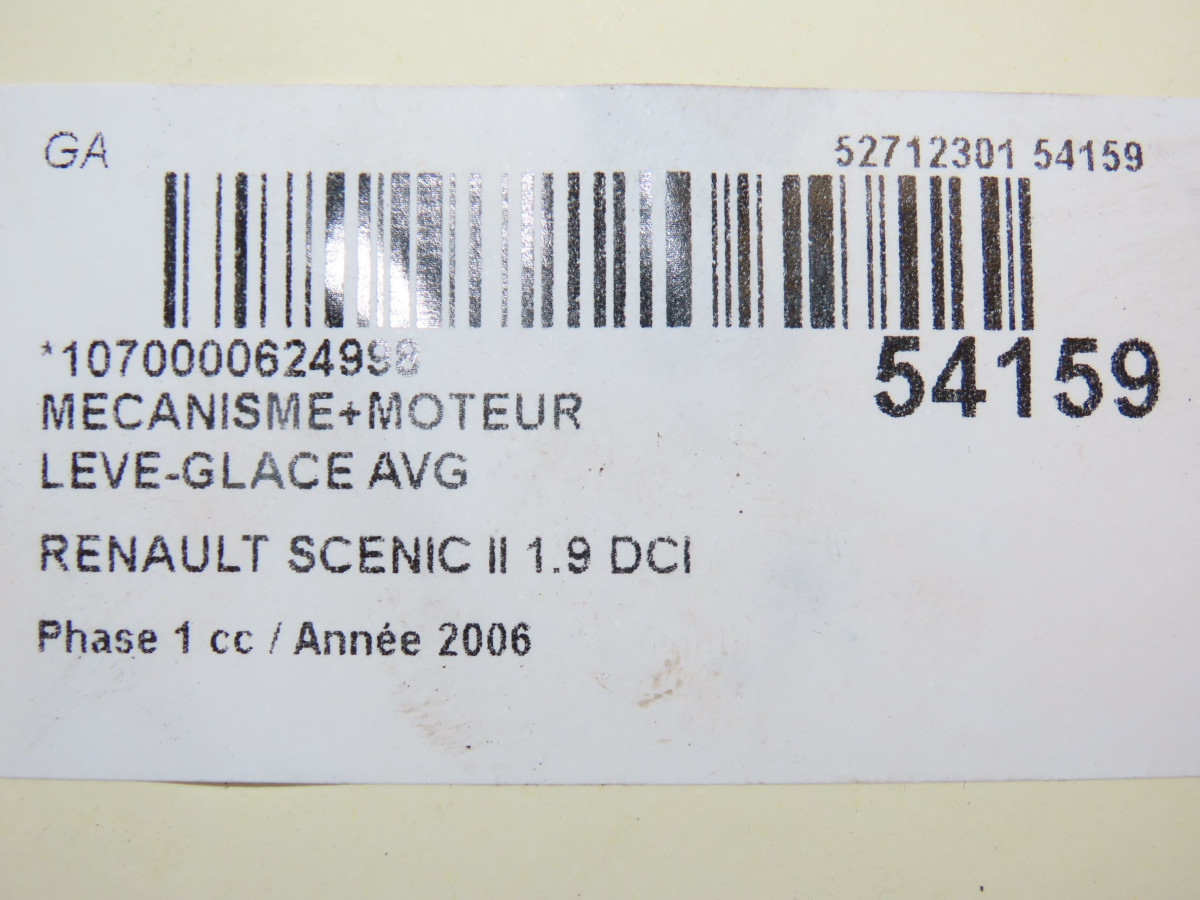 GA
52712301 54159
*1070000624998
54159
MECANISME+MOTEUR
LEVE-GLACE AVG
RENAULT SCENIC II 1.9 DCI
Phase 1 cc / Année 2006